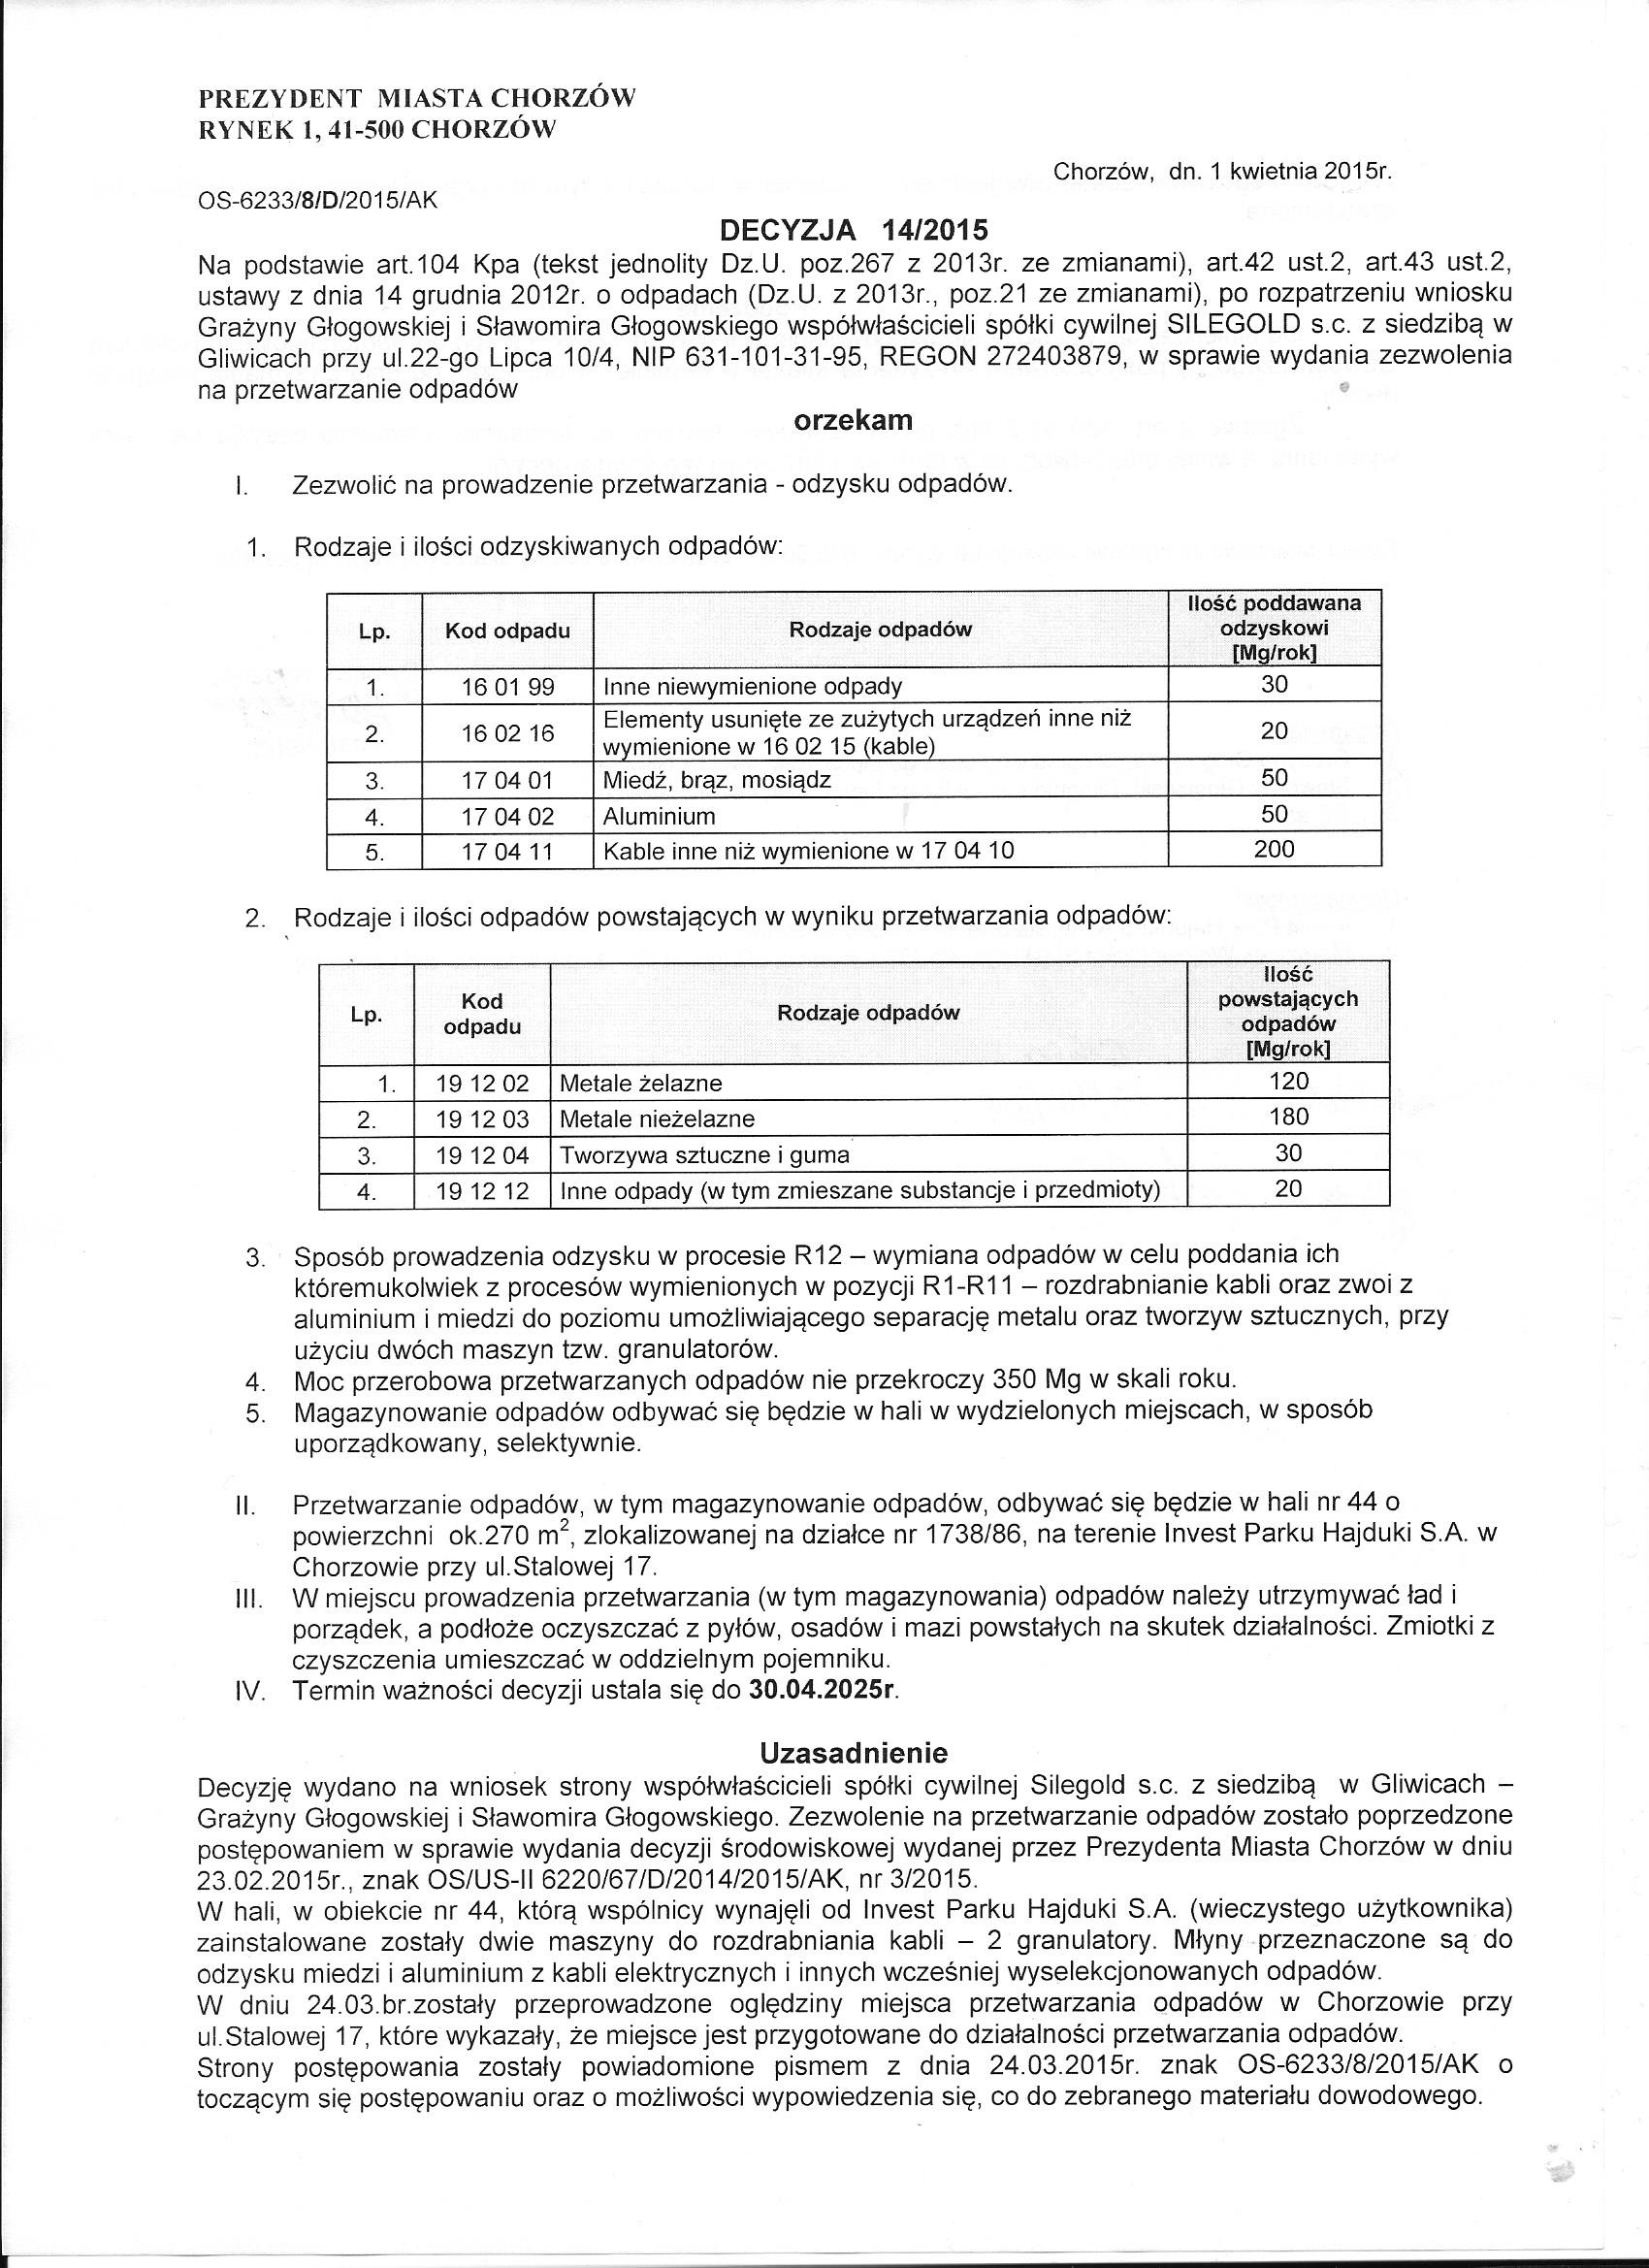 PREZYDENT MIASTA CHORZÓW
RYNEK 1, 41-500 CHORZÓW
Chorzów, dn. 1 kwietnia 2015r.
OS-6233/8/D/2015/AK
DECYZJA 14/2015
Na podstawie art.104 Kpa (tekst jednolity Dz.U. poz.267 z 2013r. ze zmianami), art.42 ust.2, art.43 ust.2,
ustawy z dnia 14 grudnia 2012r. o odpadach (Dz.U. z 2013r., poz.21 ze zmianami), po rozpatrzeniu wniosku
Grażyny Głogowskiej i Sławomira Głogowskiego współwłaścicieli spółki cywilnej SILEGOLD s.c. z siedzibą w
Gliwicach przy ul.22-go Lipca 10/4, NIP 631-101-31-95, REGON 272403879, w sprawie wydania zezwolenia
na przetwarzanie odpadów
orzekam
I. Zezwolić na prowadzenie przetwarzania - odzysku odpadów.
1. Rodzaje i ilości odzyskiwanych odpadów:
Lp. Kod odpadu Rodzaje odpadów Ilość poddawana
odzyskowi
[Mg/rok]
1. 16 01 99 Inne niewymienione odpady 30
2. 16 02 16 Elementy usunięte ze zużytych urządzeń inne niż
wymienione w 16 02 15 (kable) 20
3. 17 04 01 Miedź, brąz, mosiądz 50
4. 17 04 02 Aluminium 50
5. 17 04 11 Kable inne niż wymienione w 17 04 10 200
2. Rodzaje i ilości odpadów powstających w wyniku przetwarzania odpadów:
Lp. Kod
odpadu Rodzaje odpadów Ilość
powstających
odpadów
[Mg/rok]
1. 19 12 02 Metale żelazne 120
2. 19 12 03 Metale nieżelazne 180
3. 19 12 04 Tworzywa sztuczne i guma 30
4. 19 12 12 Inne odpady (w tym zmieszane substancje i przedmioty) 20
3. Sposób prowadzenia odzysku w procesie R12 – wymiana odpadów w celu poddania ich
któremukolwiek z procesów wymienionych w pozycji R1-R11 – rozdrabnianie kabli oraz zwoi z
aluminium i miedzi do poziomu umożliwiającego separację metalu oraz tworzyw sztucznych, przy
użyciu dwóch maszyn tzw. granulatorów.
4. Moc przerobowa przetwarzanych odpadów nie przekroczy 350 Mg w skali roku.
5. Magazynowanie odpadów odbywać się będzie w hali w wydzielonych miejscach, w sposób
uporządkowany, selektywnie.
II. Przetwarzanie odpadów, w tym magazynowanie odpadów, odbywać się będzie w hali nr 44 o
powierzchni ok.270 m², zlokalizowanej na działce nr 1738/86, na terenie Invest Parku Hajduki S.A. w
Chorzowie przy ul.Stalowej 17.
III. W miejscu prowadzenia przetwarzania (w tym magazynowania) odpadów należy utrzymywać ład i
porządek, a podłoże oczyszczać z pyłów, osadów i mazi powstałych na skutek działalności. Zmiotki z
czyszczenia umieszczać w oddzielnym pojemniku.
IV. Termin ważności decyzji ustala się do 30.04.2025r.
Uzasadnienie
Decyzję wydano na wniosek strony współwłaścicieli spółki cywilnej Silegold s.c. z siedzibą w Gliwicach –
Grażyny Głogowskiej i Sławomira Głogowskiego. Zezwolenie na przetwarzanie odpadów zostało poprzedzone
postępowaniem w sprawie wydania decyzji środowiskowej wydanej przez Prezydenta Miasta Chorzów w dniu
23.02.2015r., znak OS/US-II 6220/67/D/2014/2015/AK, nr 3/2015.
W hali, w obiekcie nr 44, którą wspólnicy wynajęli od Invest Parku Hajduki S.A. (wieczystego użytkownika)
zainstalowane zostały dwie maszyny do rozdrabniania kabli – 2 granulatory. Młyny przeznaczone są do
odzysku miedzi i aluminium z kabli elektrycznych i innych wcześniej wyselekcjonowanych odpadów.
W dniu 24.03.br.zostały przeprowadzone oględziny miejsca przetwarzania odpadów w Chorzowie przy
ul.Stalowej 17, które wykazały, że miejsce jest przygotowane do działalności przetwarzania odpadów.
Strony postępowania zostały powiadomione pismem z dnia 24.03.2015r. znak OS-6233/8/2015/AK o
toczącym się postępowaniu oraz o możliwości wypowiedzenia się, co do zebranego materiału dowodowego.